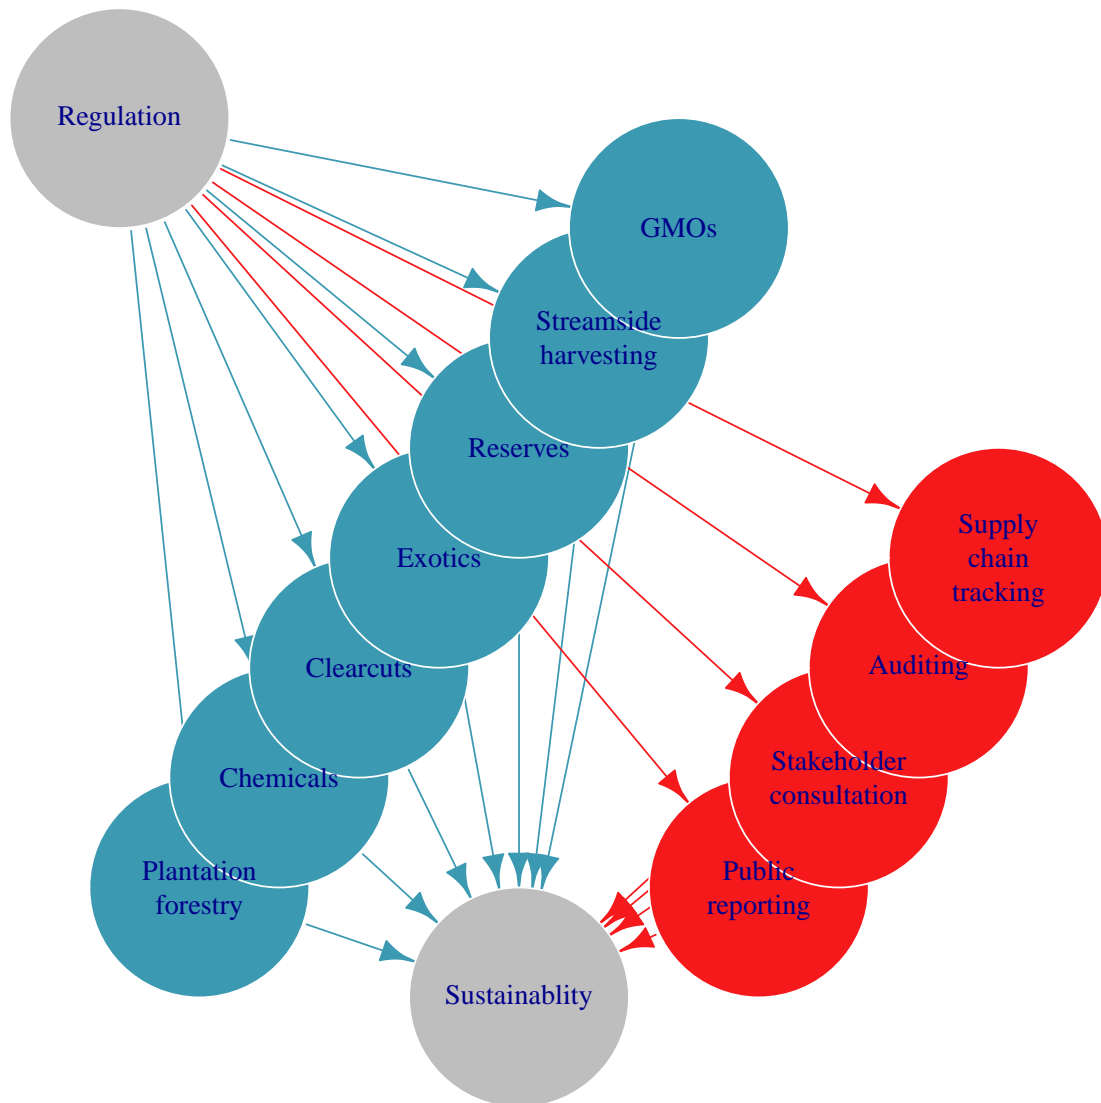 Regulation
GMOs
Streamside
harvesting
Reserves
Supply
chain
tracking
Exotics
Auditing
Clearcuts
Stakeholder
consultation
Chemicals
Public
reporting
Plantation
forestry
Sustainablity